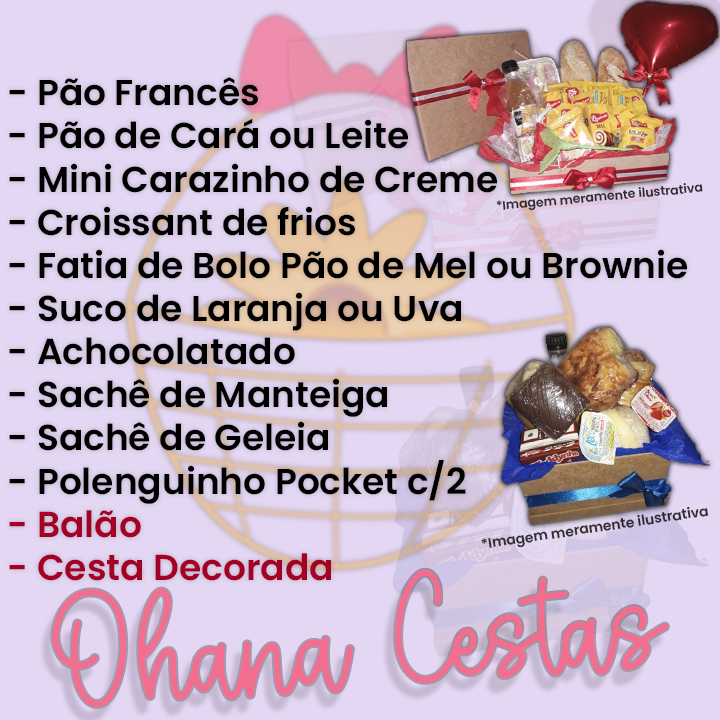 - Pão Francês
- Pão de Cará ou Leite
- Mini Carazinho de Creme
*Imagem meramente ilustrativa
- Croissant de frios
- Fatia de Bolo Pão de Mel ou Brownie
- Suco de Laranja ou Uva
- Achocolatado
- Sachê de Manteiga
- Sachê de Geleia
- Polenguinho Pocket c/2
*Imagem meramente ilustrativa
- Balão
- Cesta Decorada
Ohana Cestas